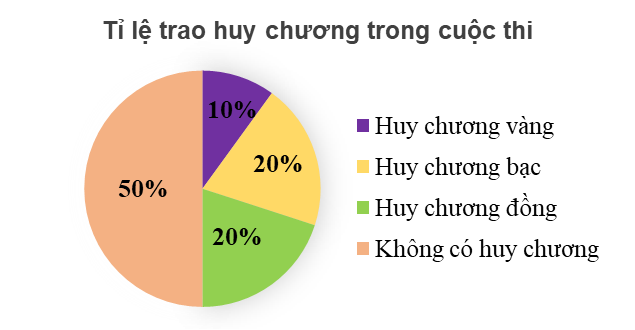 Tỉ lệ trao huy chương trong cuộc thi
10%
20%
20%
50%
Huy chương vàng
Huy chương bạc
Huy chương đồng
Không có huy chương